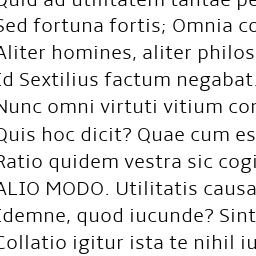 Quid ad utilitatem tantae pe
Sed fortuna fortis; Omnia co
Aliter homines, aliter philos
Id Sextilius factum negabat.
Nunc omni virtuti vitium con
Quis hoc dicit? Quae cum es
Ratio quidem vestra sic cogi
ALIO MODO. Utilitatis causa
Idemne, quod iucunde? Sint
Collatio igitur ista te nihil iu